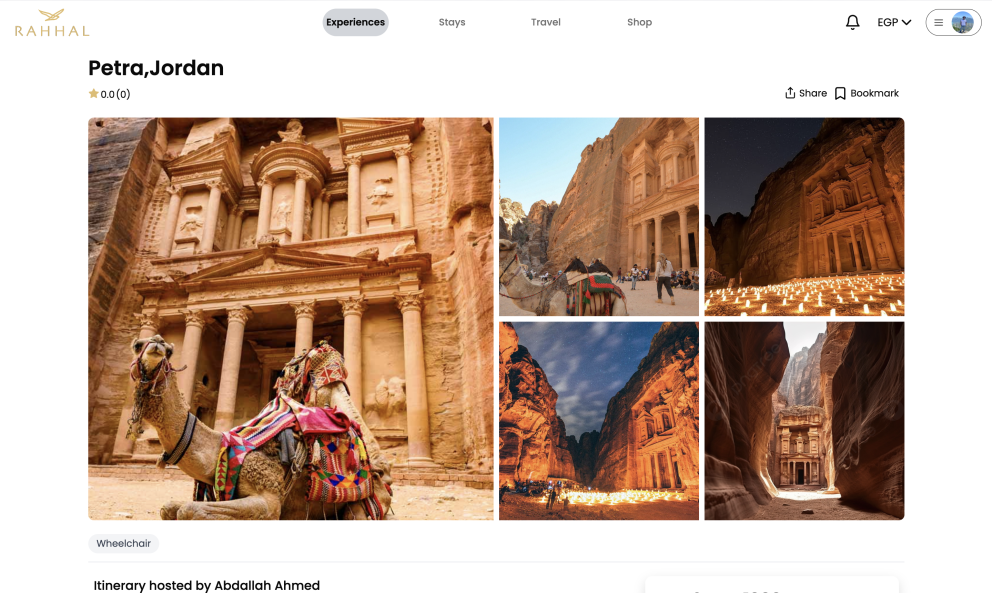 RAHHAL
Experiences
Stays
Travel
Shop
EGP
Petra,Jordan
0.0(0)
Share
Bookmark
Wheelchair
Itinerary hosted by Abdallah Ahmed